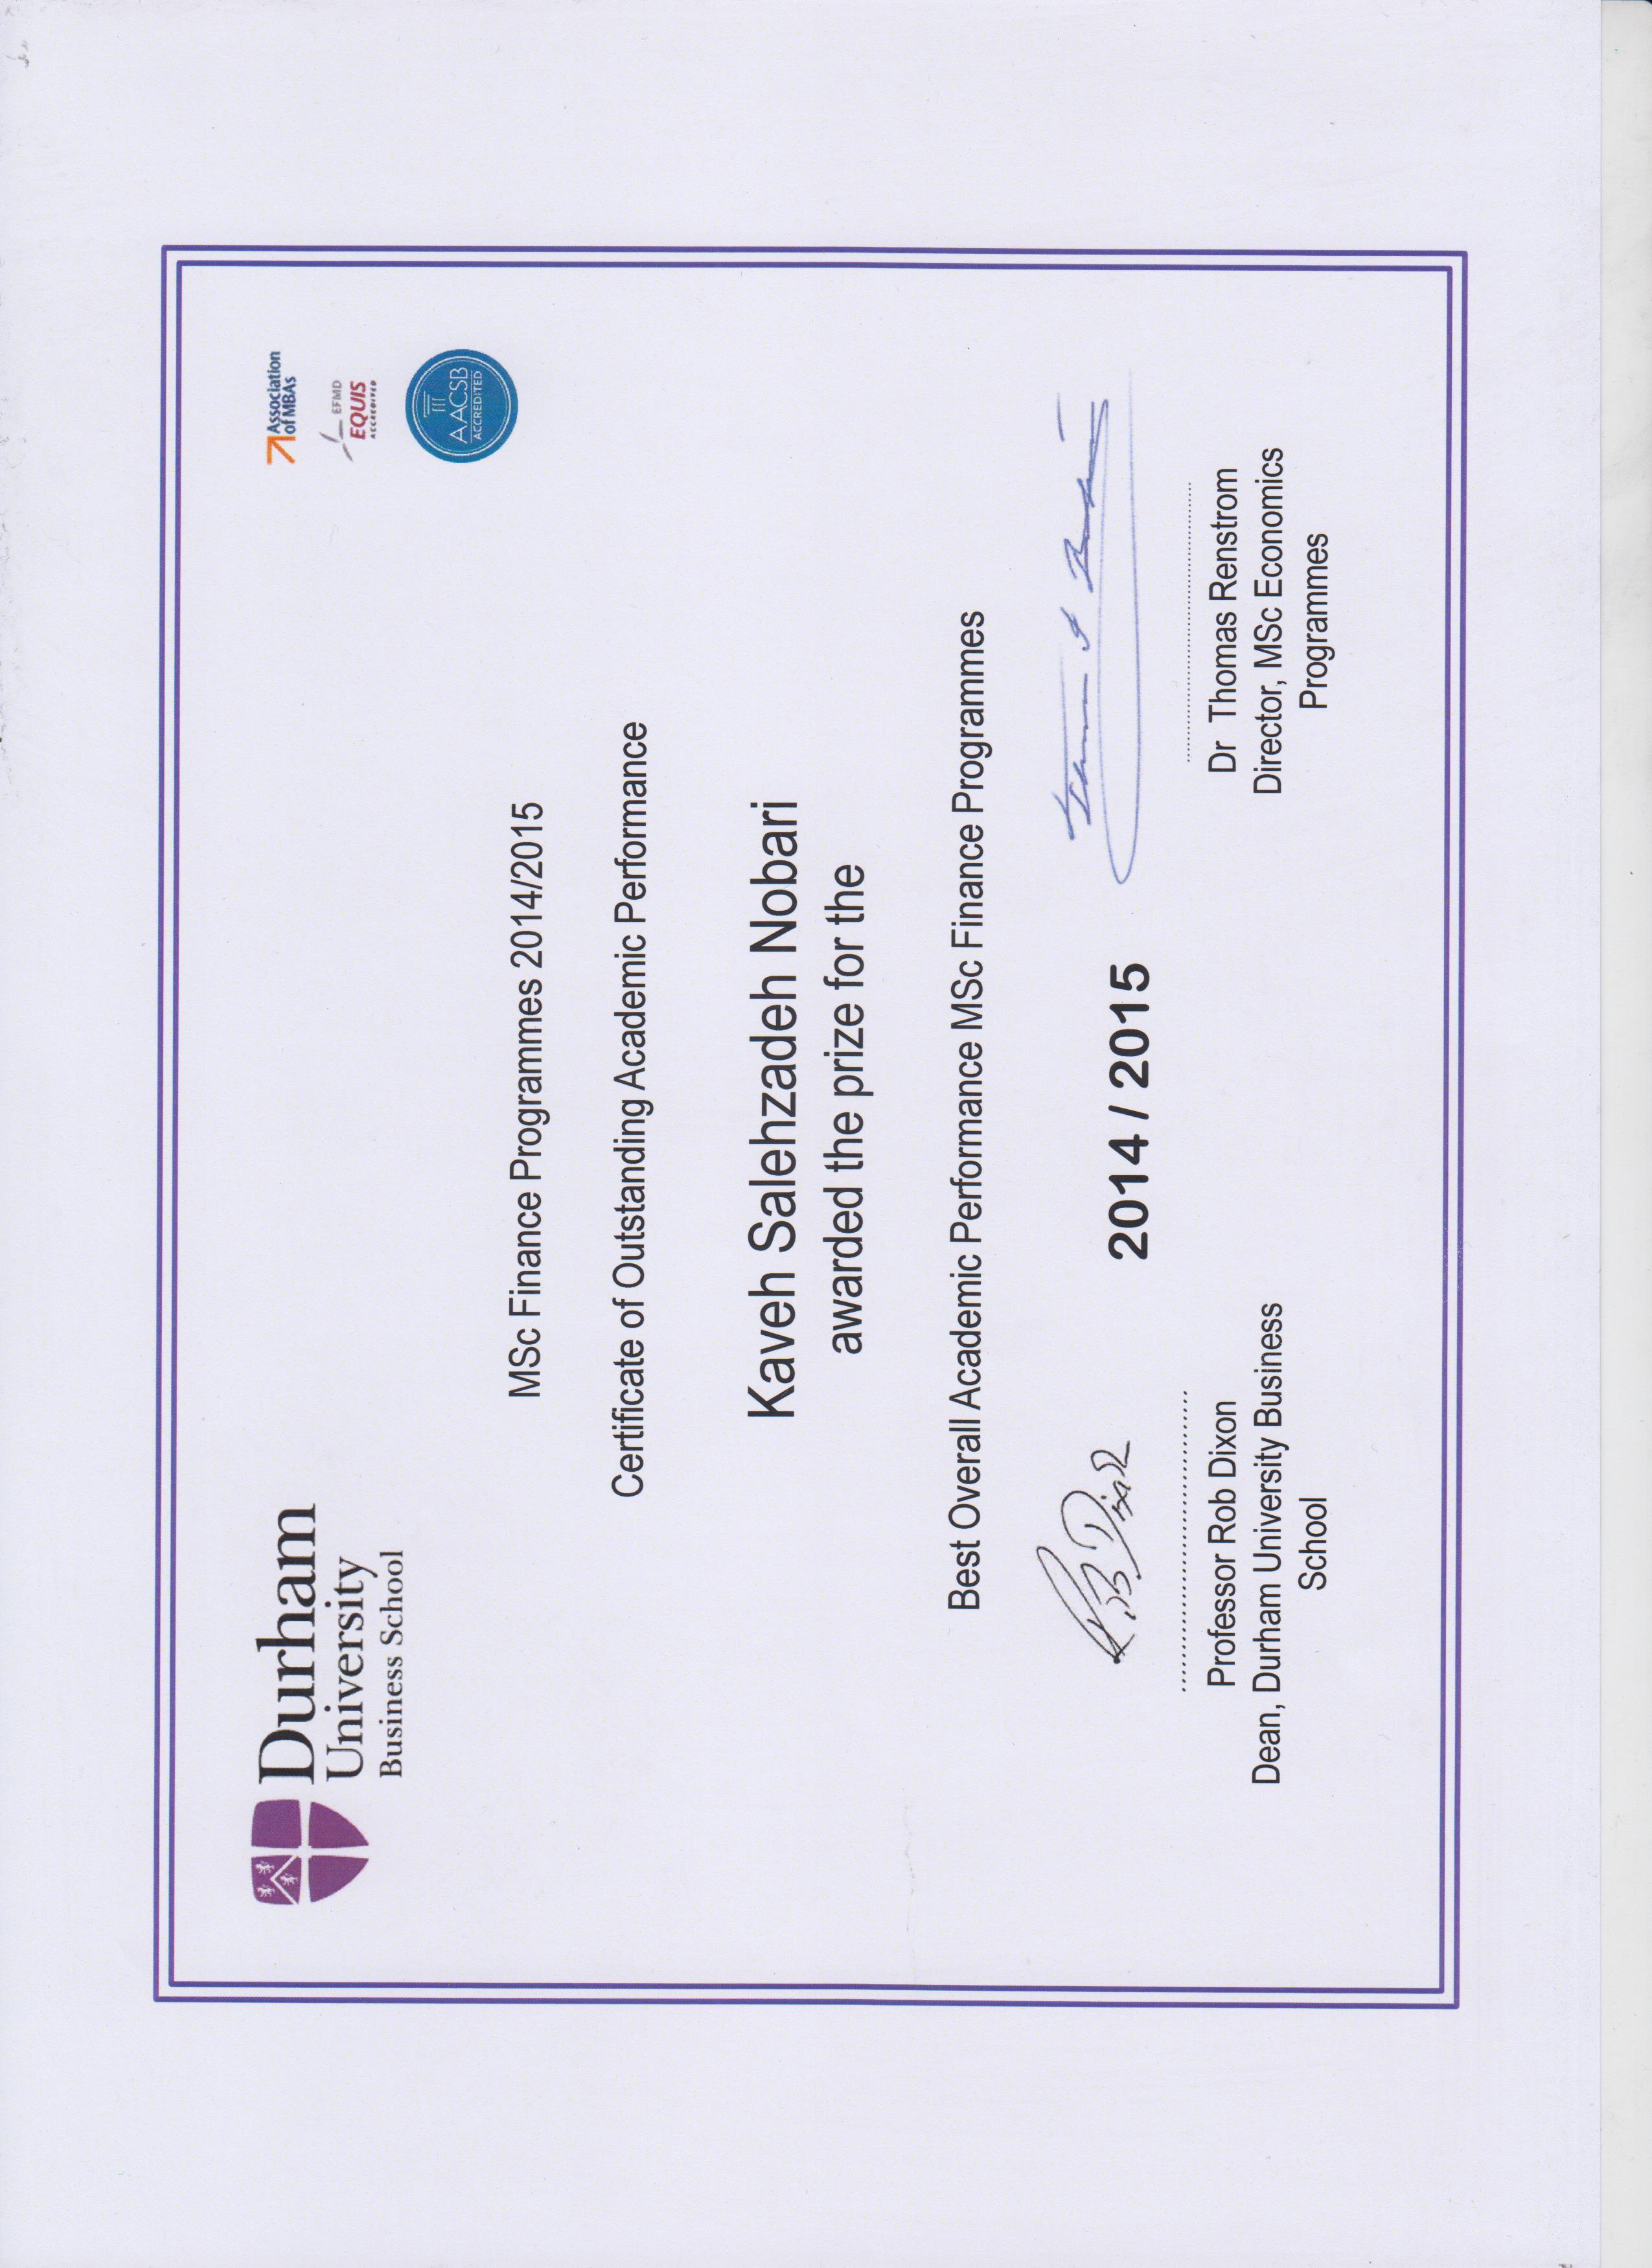 Durham
University
Business School
Association
of MBAs
EFMD
EQUIS
ACCREDITED
AACSB
ACCREDITED
MSc Finance Programmes 2014/2015
Certificate of Outstanding Academic Performance
Kaveh Salehzadeh Nobari
awarded the prize for the
Best Overall Academic Performance MSc Finance Programmes
2014 / 2015
Professor Rob Dixon
Dean, Durham University Business
School
Dr Thomas Renstrom
Director, MSc Economics
Programmes